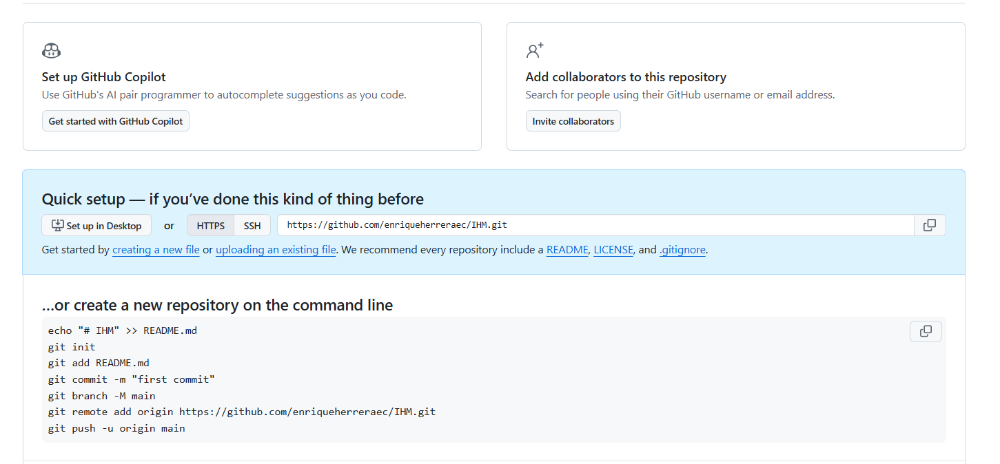 Set up GitHub Copilot
Use GitHub's AI pair programmer to autocomplete suggestions as you code.
Get started with GitHub Copilot
Add collaborators to this repository
Search for people using their GitHub username or email address.
Invite collaborators
Quick setup — if you’ve done this kind of thing before
Set up in Desktop or HTTPS SSH https://github.com/enriqueherreraec/IHM.git
Get started by creating a new file or uploading an existing file. We recommend every repository include a README, LICENSE, and .gitignore.
…or create a new repository on the command line
echo "# IHM" >> README.md
git init
git add README.md
git commit -m "first commit"
git branch -M main
git remote add origin https://github.com/enriqueherreraec/IHM.git
git push -u origin main